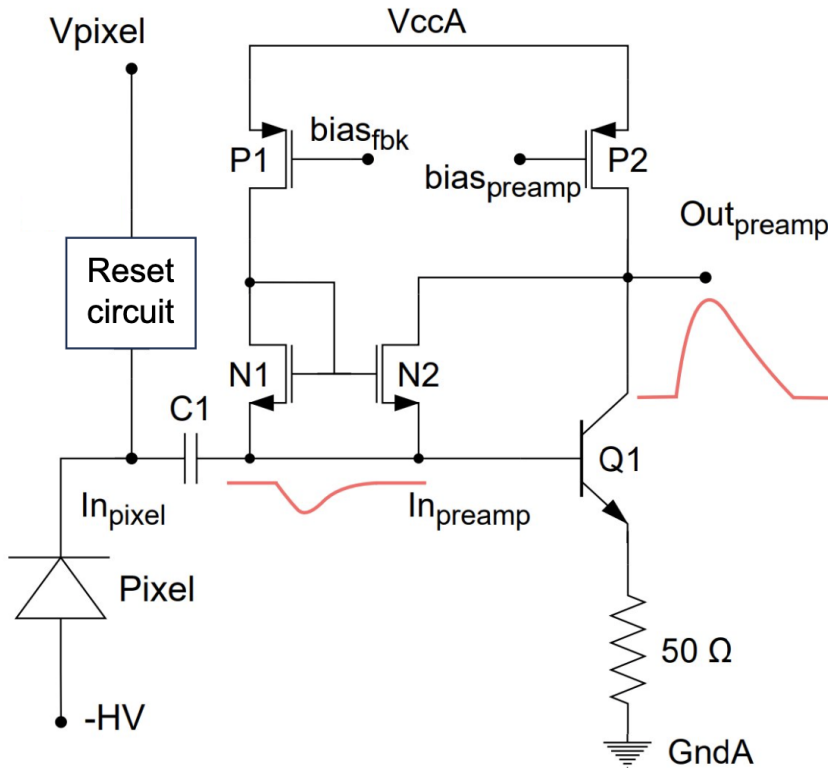 Vpixel
VccA
P1
biasfbk
biaspreamp
P2
Outpreamp
Reset
circuit
N1
N2
C1
Q1
Inpixel
Inpreamp
Pixel
50 Ω
-HV
GndA